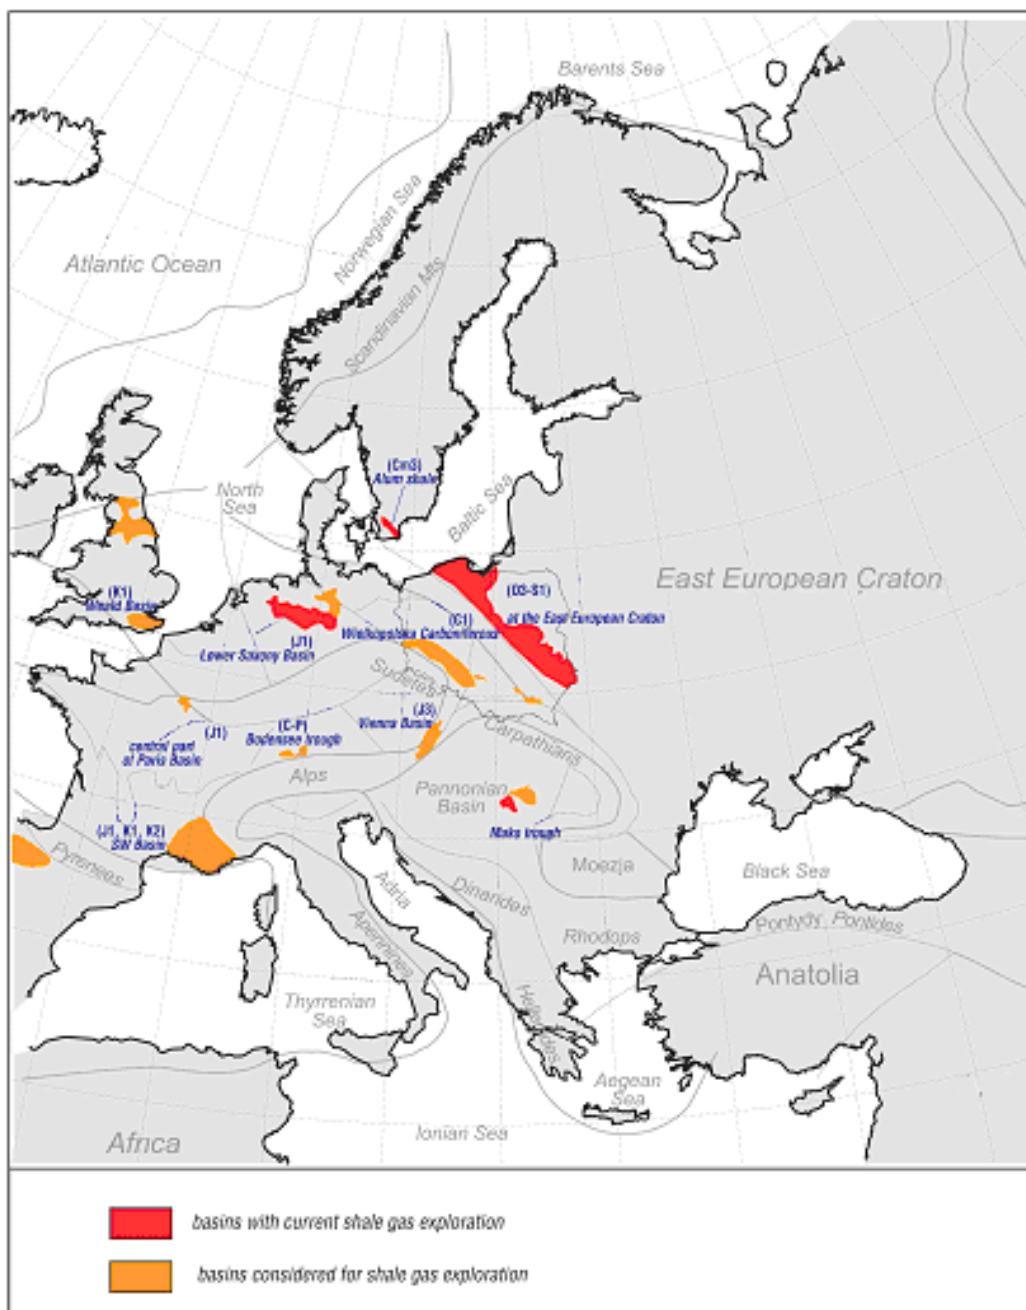 Barents Sea
Norwegian Sea
Atlantic Ocean
Scandinavian Mts
(Cm3)
Alum shale
North
Sea
Baltic Sea
East European Craton
(K1)
Weald Basin
(O3-S1)
at the East European Craton
(C1)
Wielkopolska Carboniferous
(J1)
Lower Saxony Basin
Sudetes
(J3)
Vienna Basin
(C-P)
Bodensee trough
(J1)
central part
of Paris Basin
Carpathians
Alps
Pannonian
Basin
Mako trough
(J1, K1, K2)
SW Basin
Pyrenees
Moezja
Black Sea
Adria
Dinarides
Apennines
Rhodops
Pontydy, Pontides
Anatolia
Thyrrenian
Sea
Hellenides
Aegean
Sea
Ionian Sea
Africa
basins with current shale gas exploration
basins considered for shale gas exploration